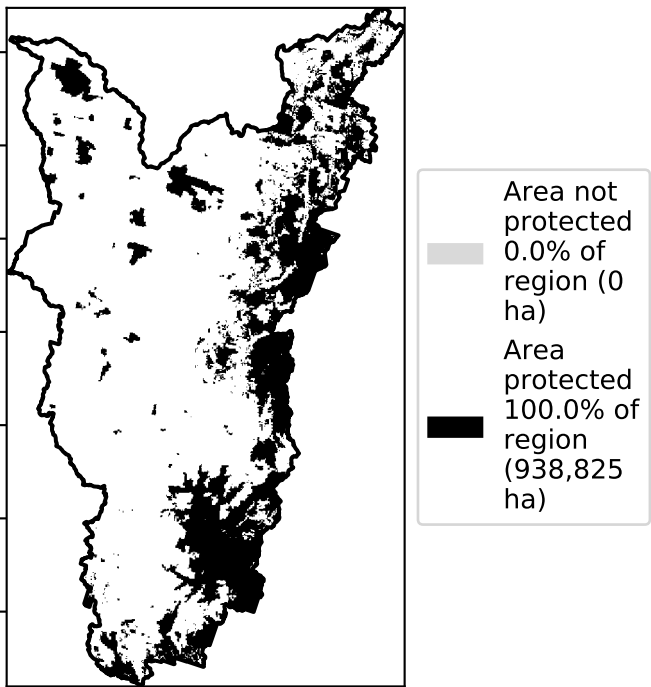 Area not
protected
0.0% of
region (0
ha)
Area
protected
100.0% of
region
(938,825
ha)